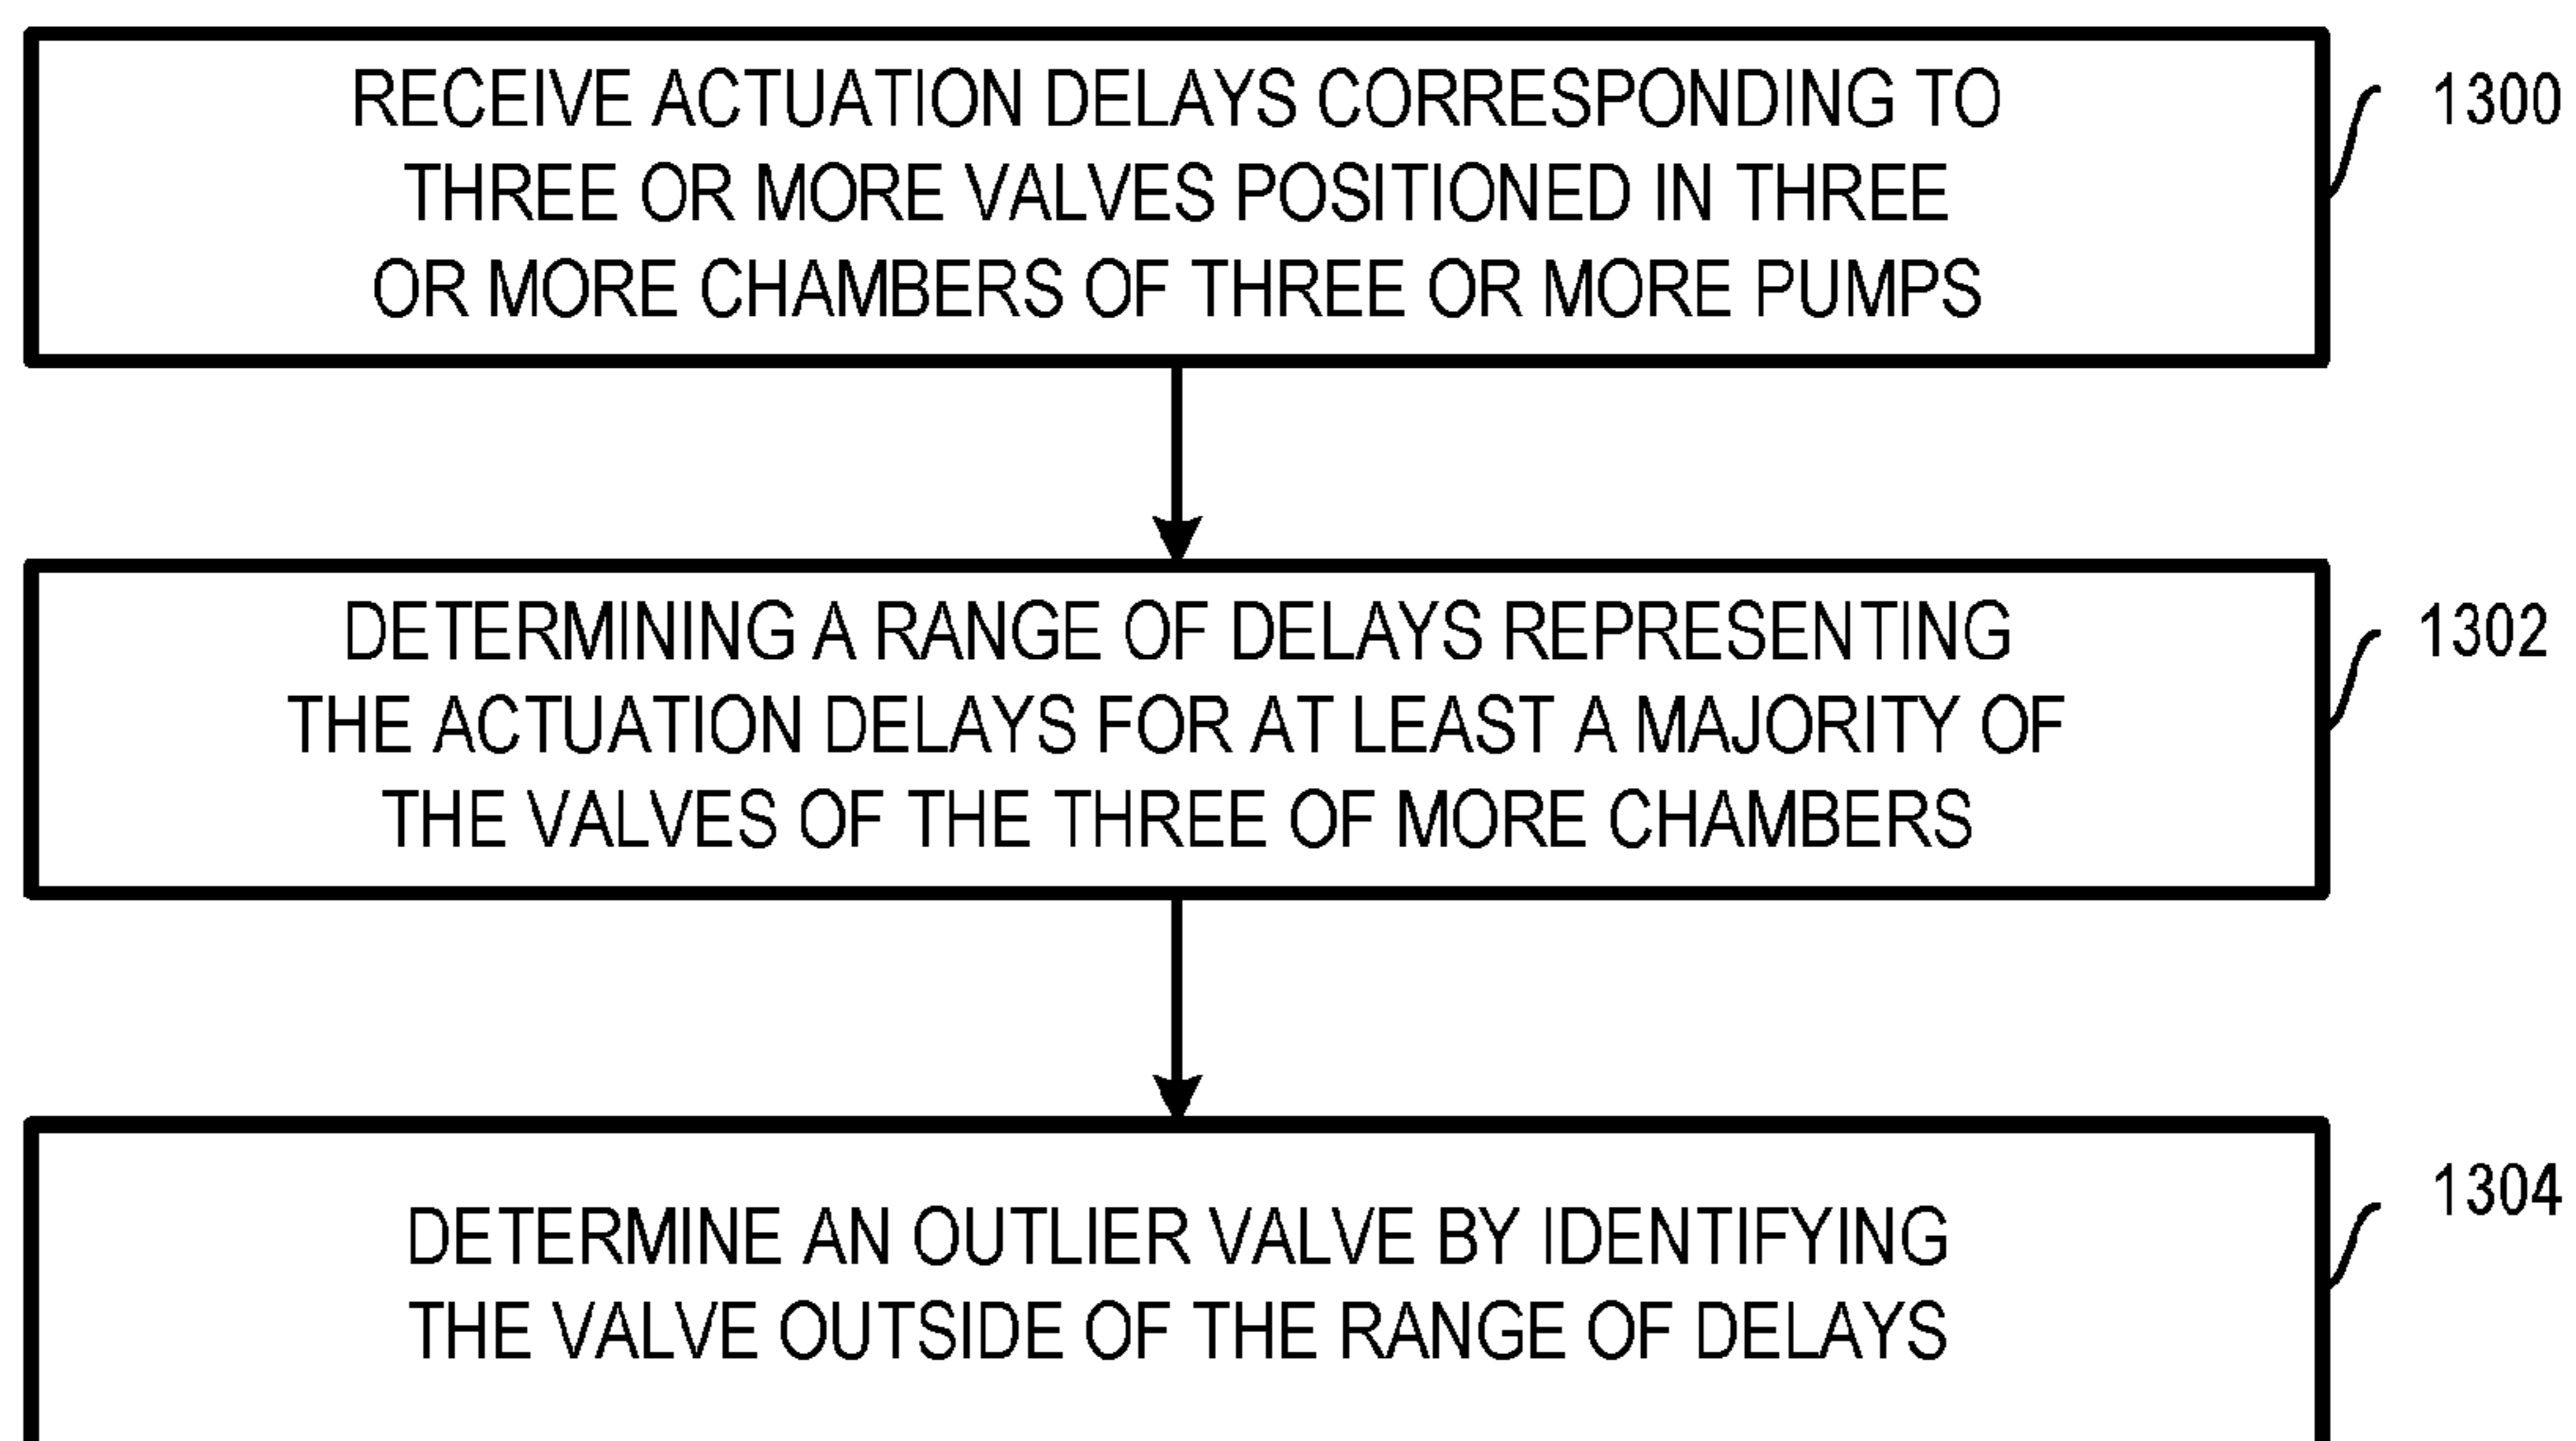 RECEIVE ACTUATION DELAYS CORRESPONDING TO
THREE OR MORE VALVES POSITIONED IN THREE
OR MORE CHAMBERS OF THREE OR MORE PUMPS
1300
DETERMINING A RANGE OF DELAYS REPRESENTING
THE ACTUATION DELAYS FOR AT LEAST A MAJORITY OF
THE VALVES OF THE THREE OF MORE CHAMBERS
1302
DETERMINE AN OUTLIER VALVE BY IDENTIFYING
THE VALVE OUTSIDE OF THE RANGE OF DELAYS
1304